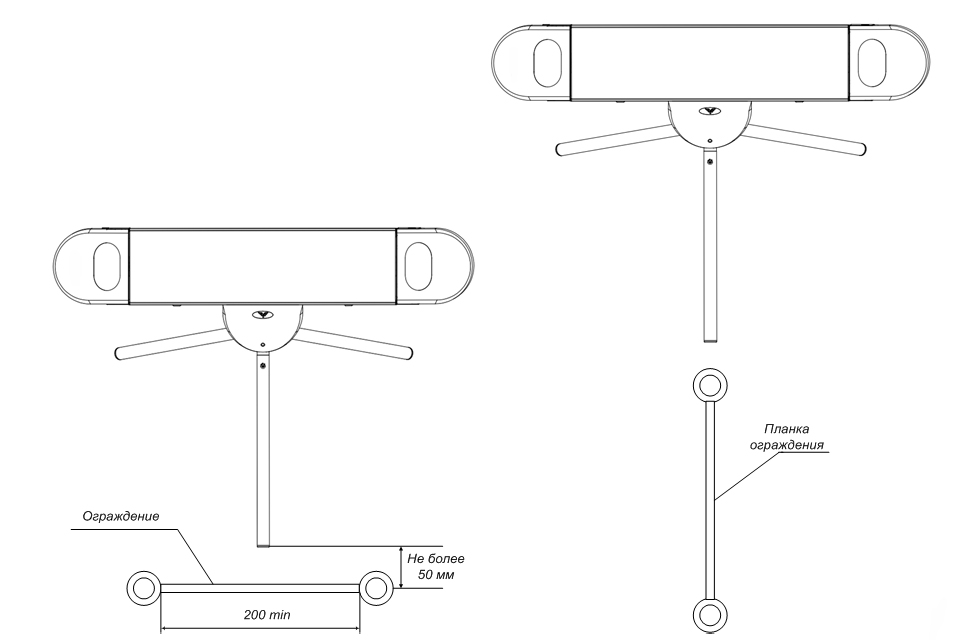 Планка
ограждения
Ограждение
Не более
50 мм
200 min